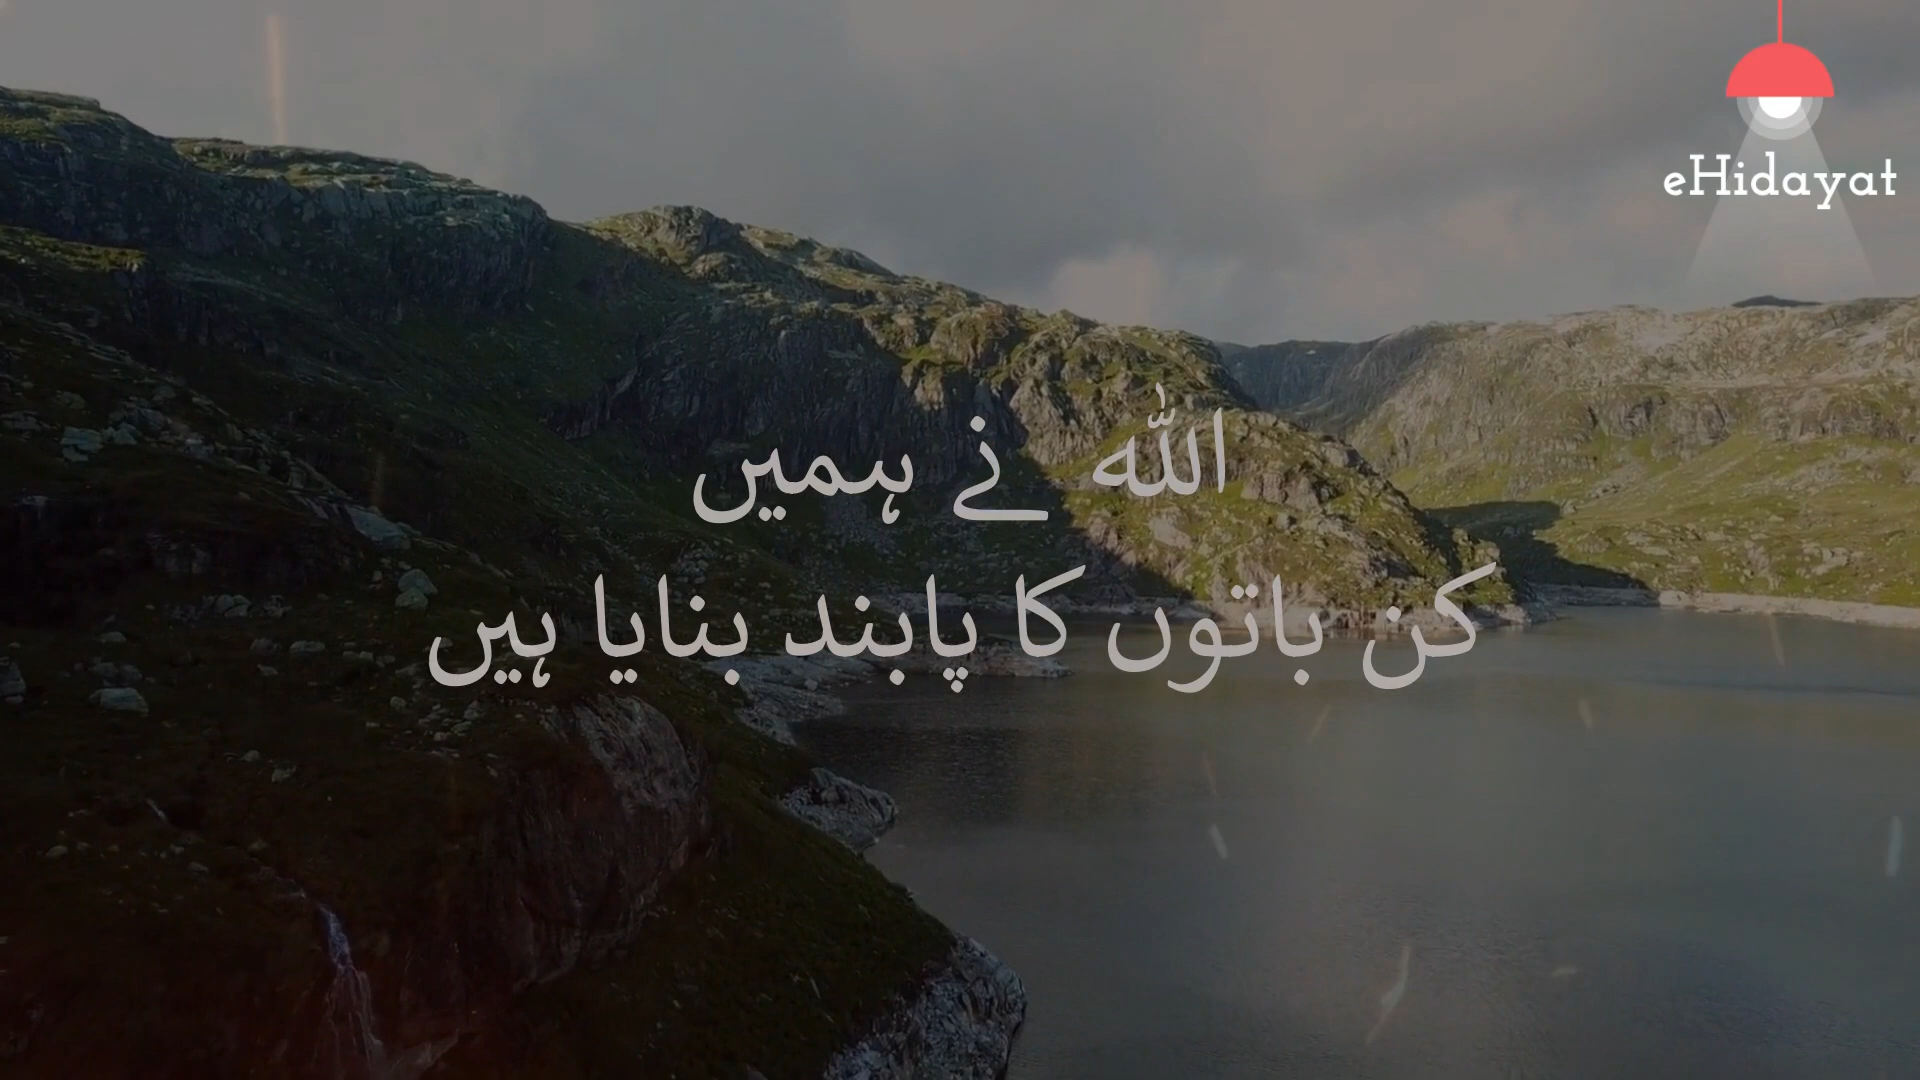 eHidayat
اللہ نے ہمیں
کن باتوں کا پابند بنایا ہیں